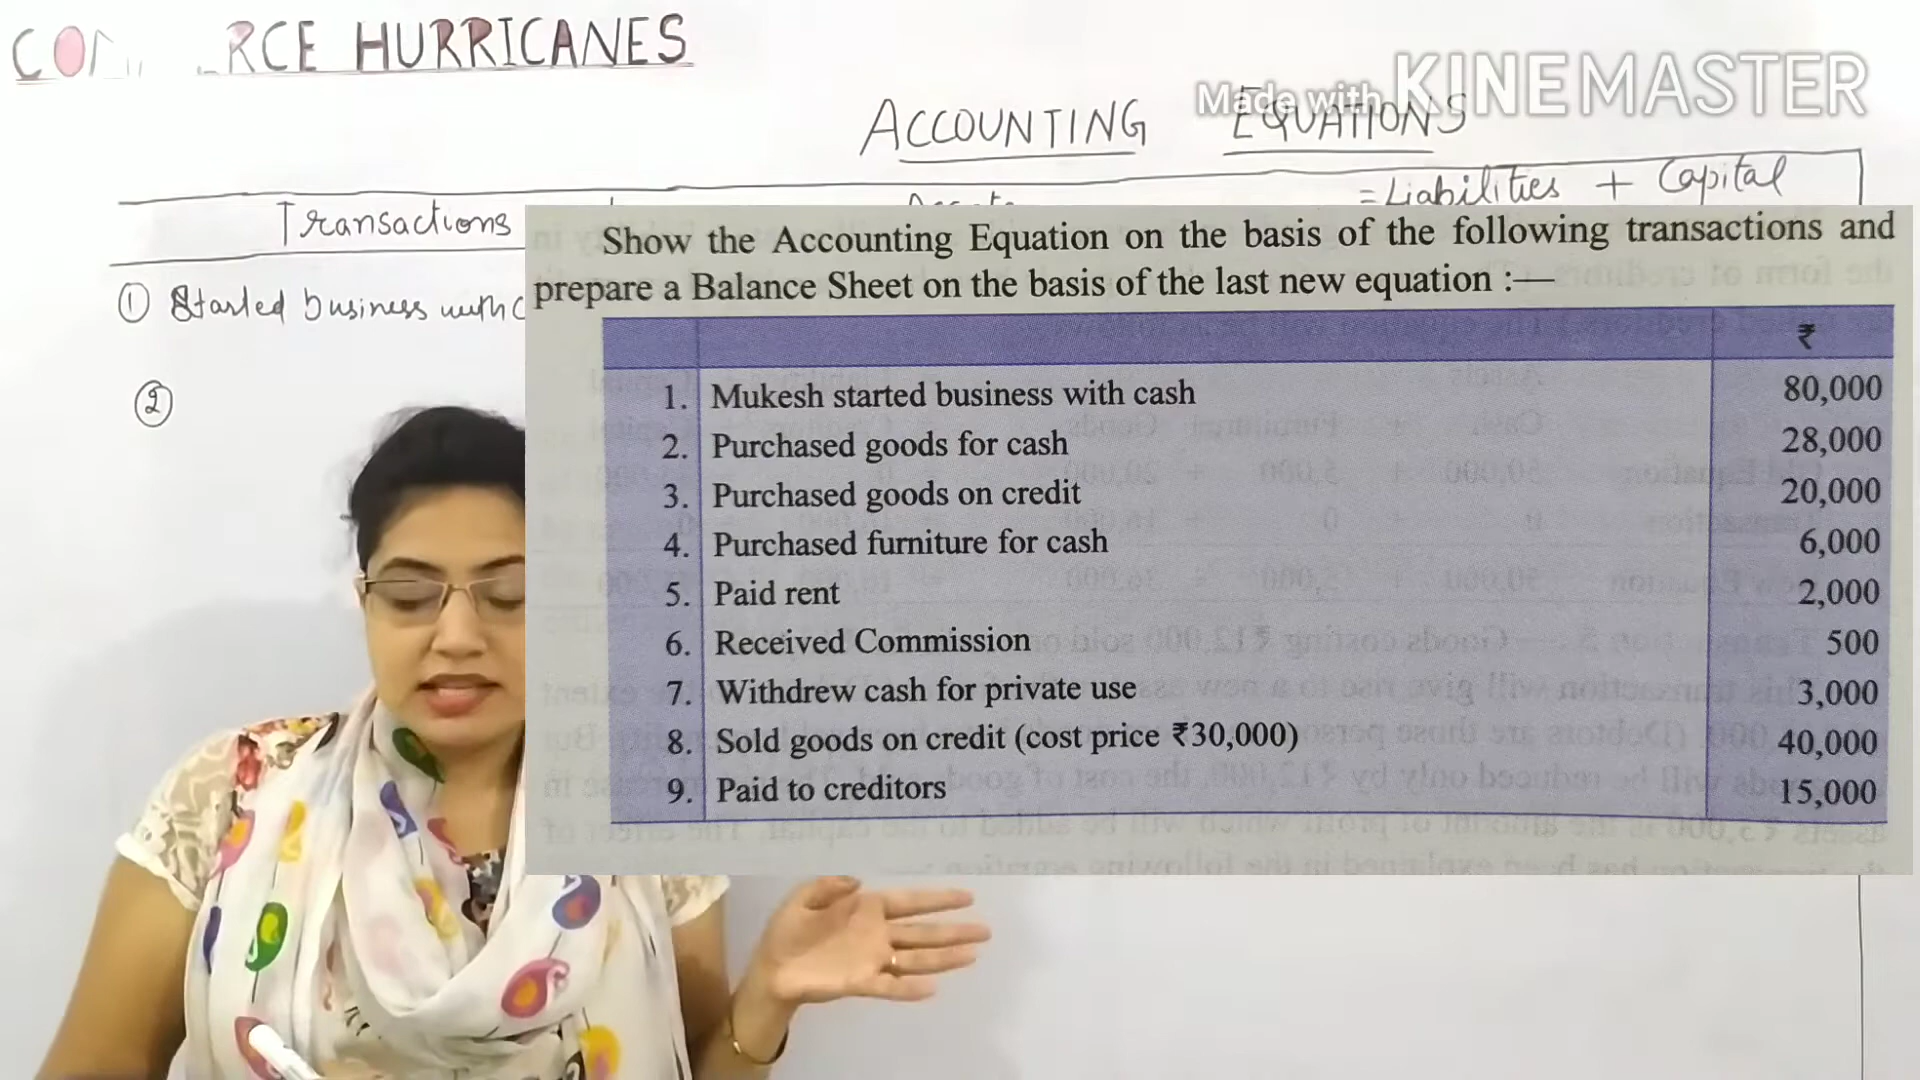 RCE HURRICANES
Made with KINEMASTER
ACCOUNTING EQUATIONS
= Liabilities + Capital
Transactions
① Started business with c
②
Show the Accounting Equation on the basis of the following transactions and
prepare a Balance Sheet on the basis of the last new equation :—
₹
1. Mukesh started business with cash 80,000
2. Purchased goods for cash 28,000
3. Purchased goods on credit 20,000
4. Purchased furniture for cash 6,000
5. Paid rent 2,000
6. Received Commission 500
7. Withdrew cash for private use 3,000
8. Sold goods on credit (cost price ₹30,000) 40,000
9. Paid to creditors 15,000